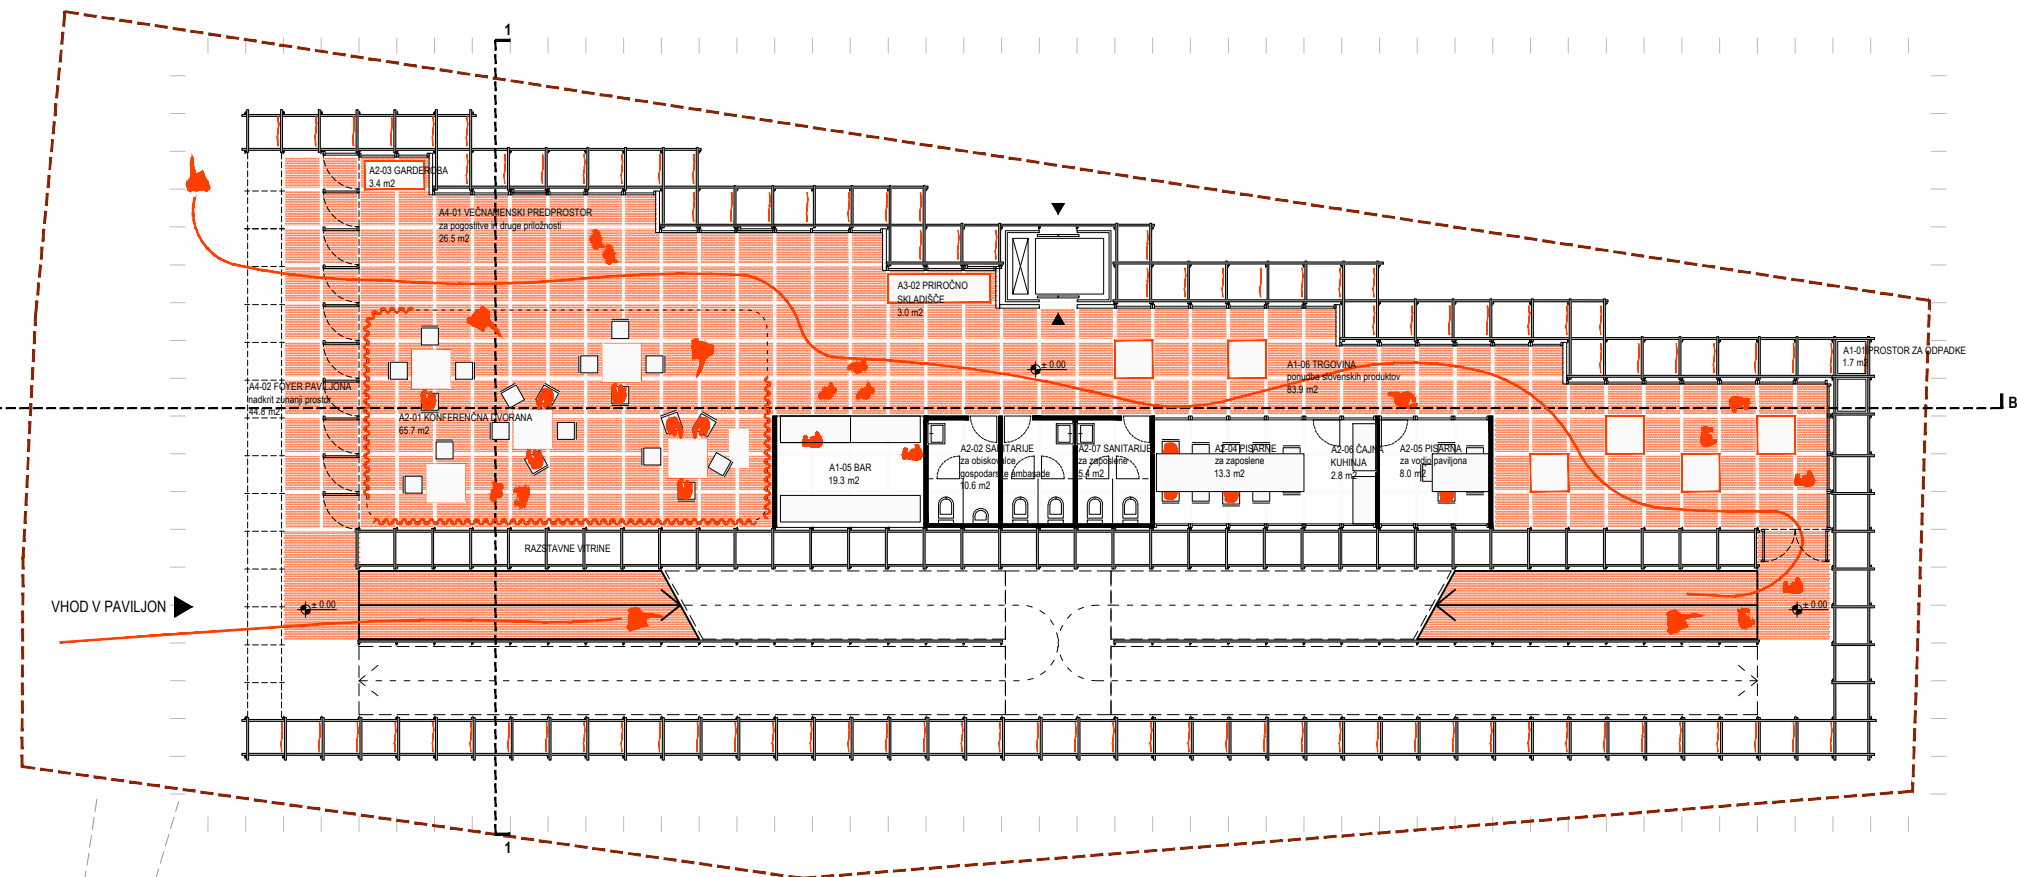 1
A2-03 GARDEROBA
3.4 m2
A4-01 VEČNAMENSKI PREDPROSTOR
za pogostitve in druge priložnosti
26.5 m2
A3-02 PRIROČNO
SKLADIŠČE
3.0 m2
± 0.00
A1-06 TRGOVINA
ponudba slovenskih produktov
83.9 m2
A1-01 PROSTOR ZA ODPADKE
1.7 m2
A4-02 FOYER PAVILJONA
nadkrit zunanji prostor
44.8 m2
B
A2-01 KONFERENČNA DVORANA
65.7 m2
A1-05 BAR
19.3 m2
A2-02 SANITARIJE
za obiskovalce
gospodarske ambasade
10.6 m2
A2-07 SANITARIJE
za zaposlene
5.4 m2
A2-04 PISARNE
za zaposlene
13.3 m2
A2-06 ČAJNA
KUHINJA
2.8 m2
A2-05 PISARNA
za vodjo paviljona
8.0 m2
RAZSTAVNE VITRINE
VHOD V PAVILJON
± 0.00
± 0.00
1